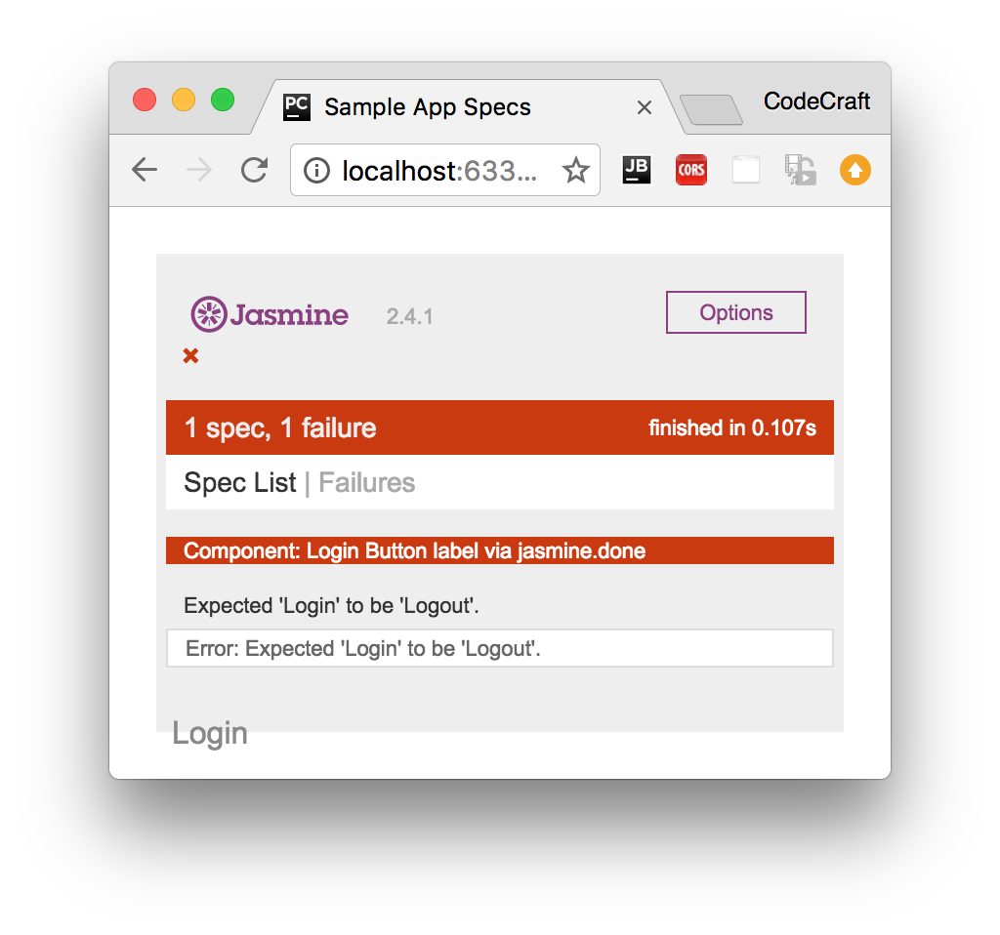 PC
Sample App Specs
CodeCraft
localhost:633...
JB
CORS
Jasmine 2.4.1
Options
1 spec, 1 failure
finished in 0.107s
Spec List | Failures
Component: Login Button label via jasmine.done
Expected 'Login' to be 'Logout'.
Error: Expected 'Login' to be 'Logout'.
Login